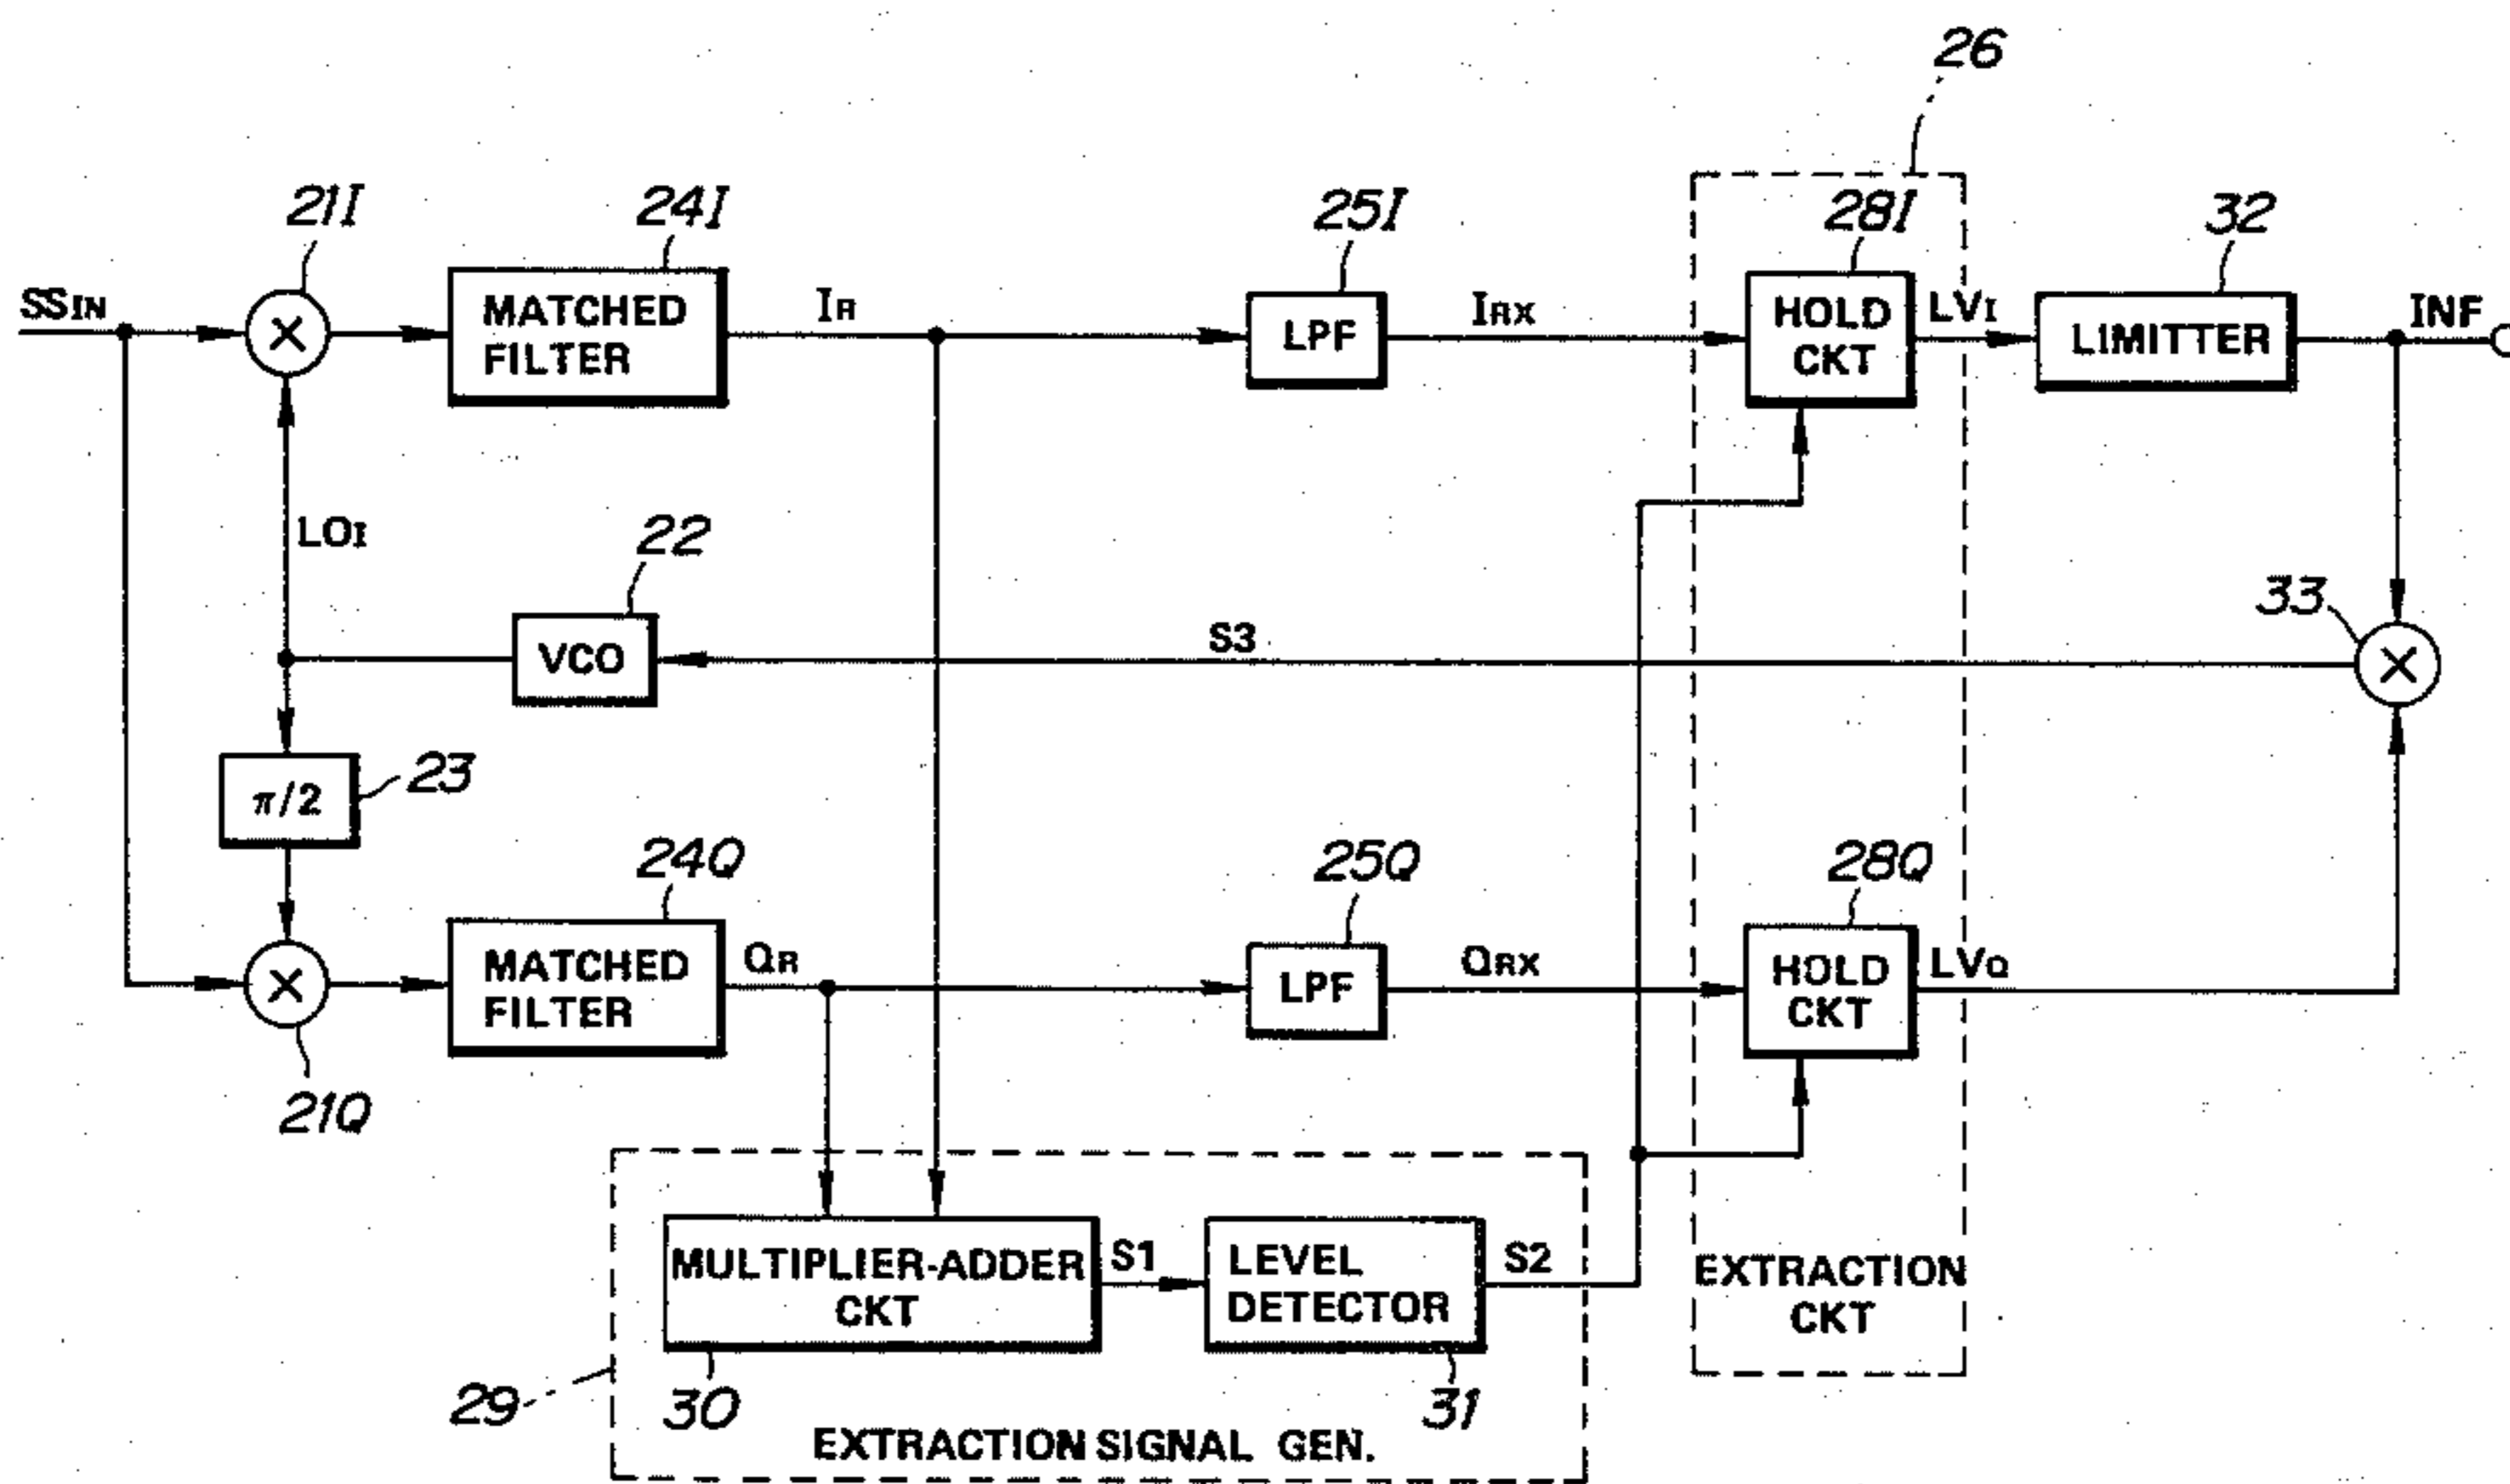 26
21I
24I
25I
28I
32
SSIN
×
MATCHED
FILTER
IR
LPF
IRX
HOLD
CKT
LVI
LIMITTER
INF
LOI
22
VCO
S3
33
×
π/2
23
24Q
25Q
28Q
×
MATCHED
FILTER
QR
LPF
QRX
HOLD
CKT
LVQ
21Q
MULTIPLIER-ADDER
CKT
S1
LEVEL
DETECTOR
S2
EXTRACTION
CKT
29
30
31
EXTRACTION SIGNAL GEN.